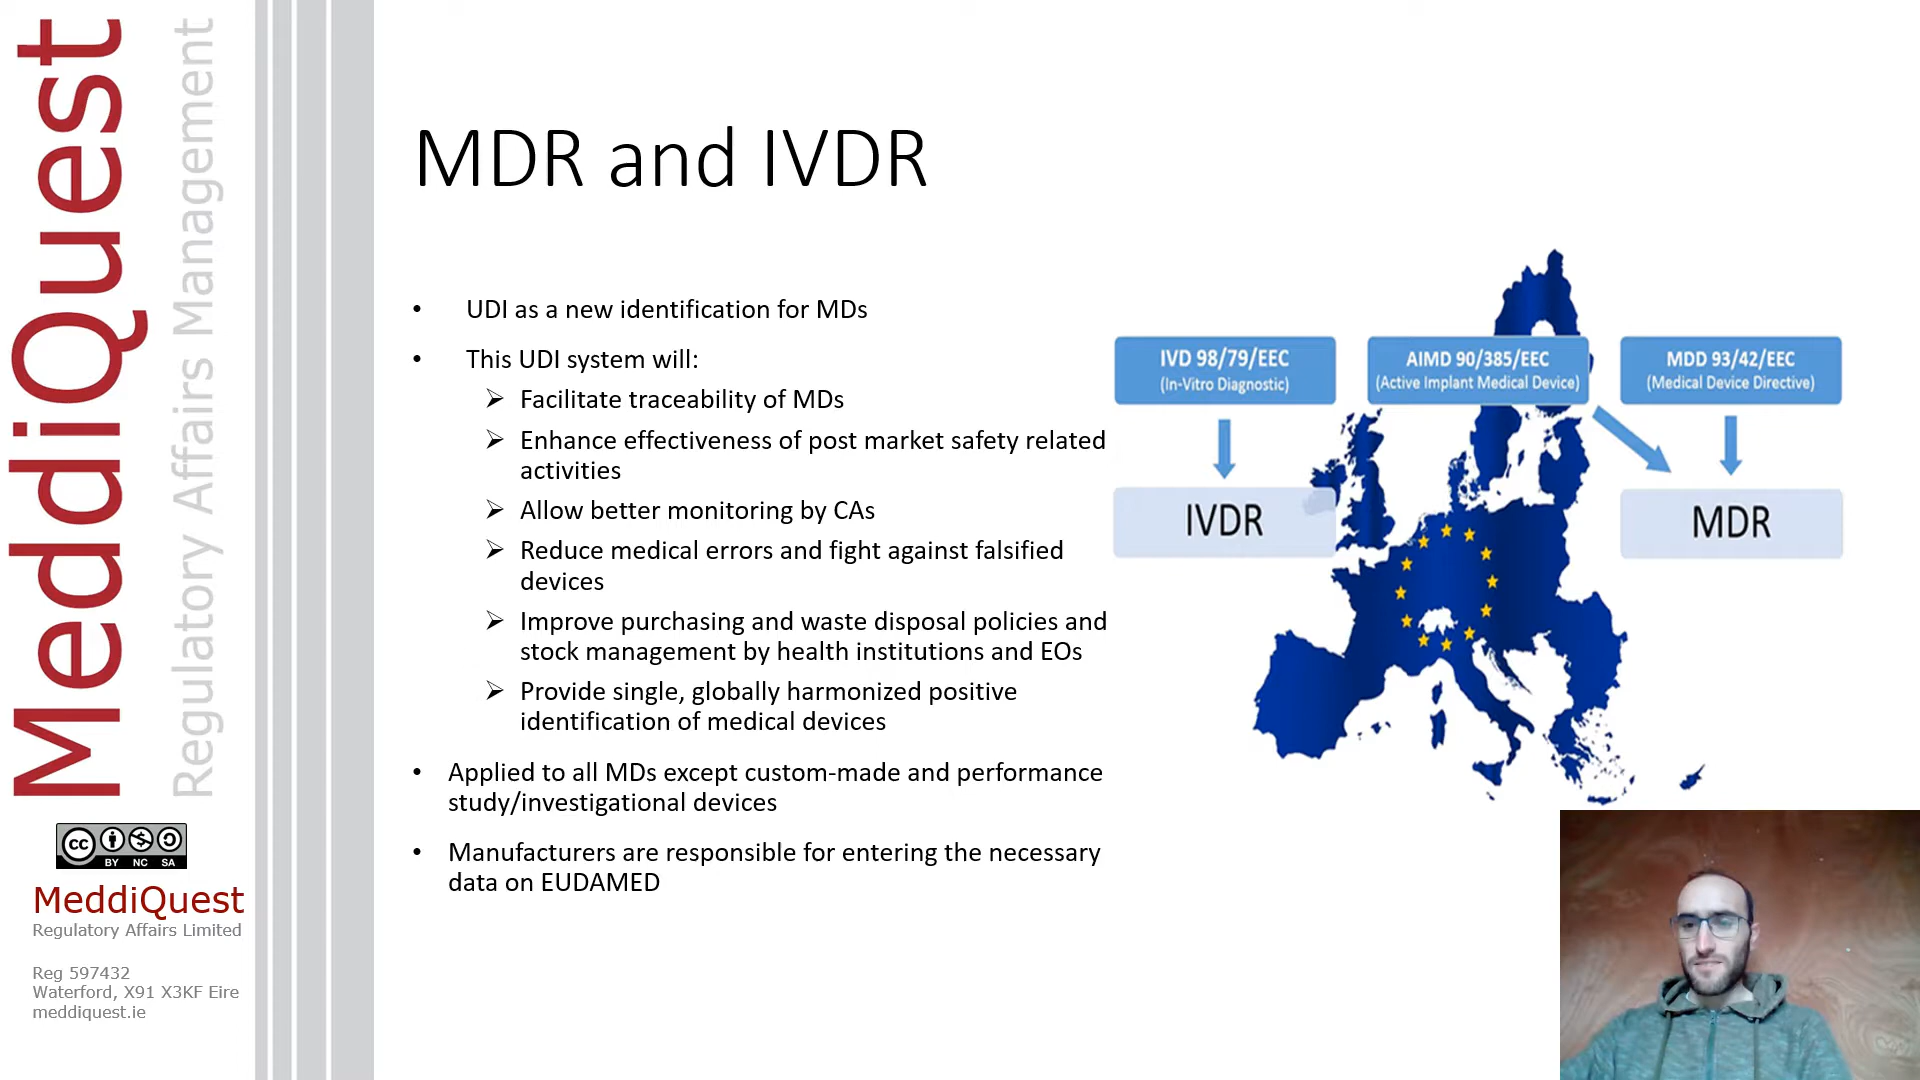 MeddiQuest
Regulatory Affairs Management
cc
BY NC SA
MeddiQuest
Regulatory Affairs Limited
Reg 597432
Waterford, X91 X3KF Eire
meddiquest.ie
MDR and IVDR
• UDI as a new identification for MDs
• This UDI system will:
➢ Facilitate traceability of MDs
➢ Enhance effectiveness of post market safety related
activities
➢ Allow better monitoring by CAs
➢ Reduce medical errors and fight against falsified
devices
➢ Improve purchasing and waste disposal policies and
stock management by health institutions and EOs
➢ Provide single, globally harmonized positive
identification of medical devices
• Applied to all MDs except custom-made and performance
study/investigational devices
• Manufacturers are responsible for entering the necessary
data on EUDAMED
IVD 98/79/EEC
(In-Vitro Diagnostic)
AIMD 90/385/EEC
(Active Implant Medical Device)
MDD 93/42/EEC
(Medical Device Directive)
IVDR
MDR